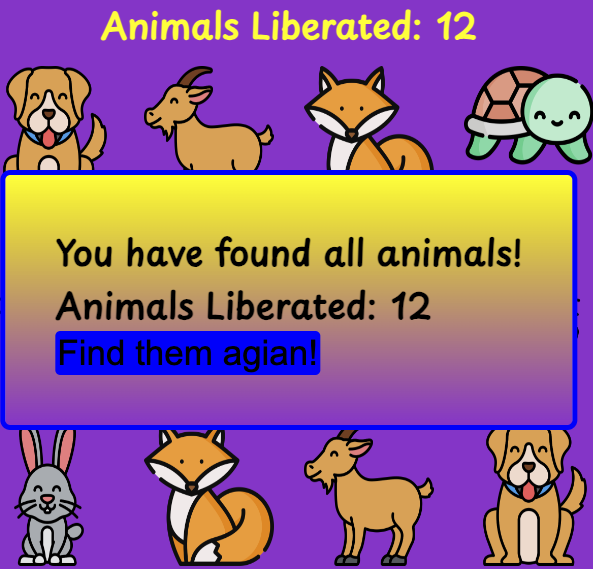 Animals Liberated: 12
You have found all animals!
Animals Liberated: 12
Find them agian!